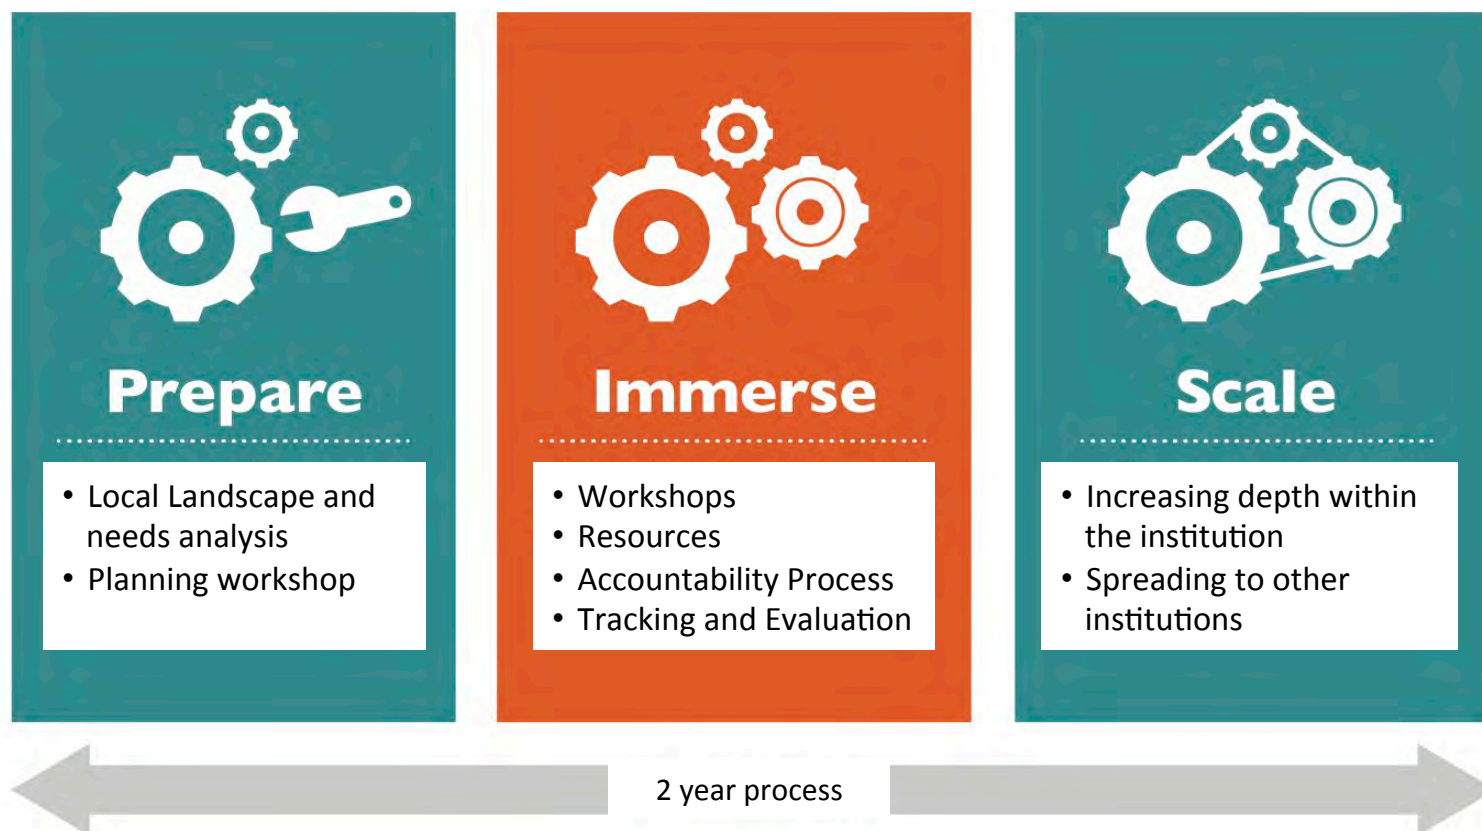 Prepare
• Local Landscape and
needs analysis
• Planning workshop
Immerse
• Workshops
• Resources
• Accountability Process
• Tracking and Evaluation
Scale
• Increasing depth within
the institution
• Spreading to other
institutions
2 year process